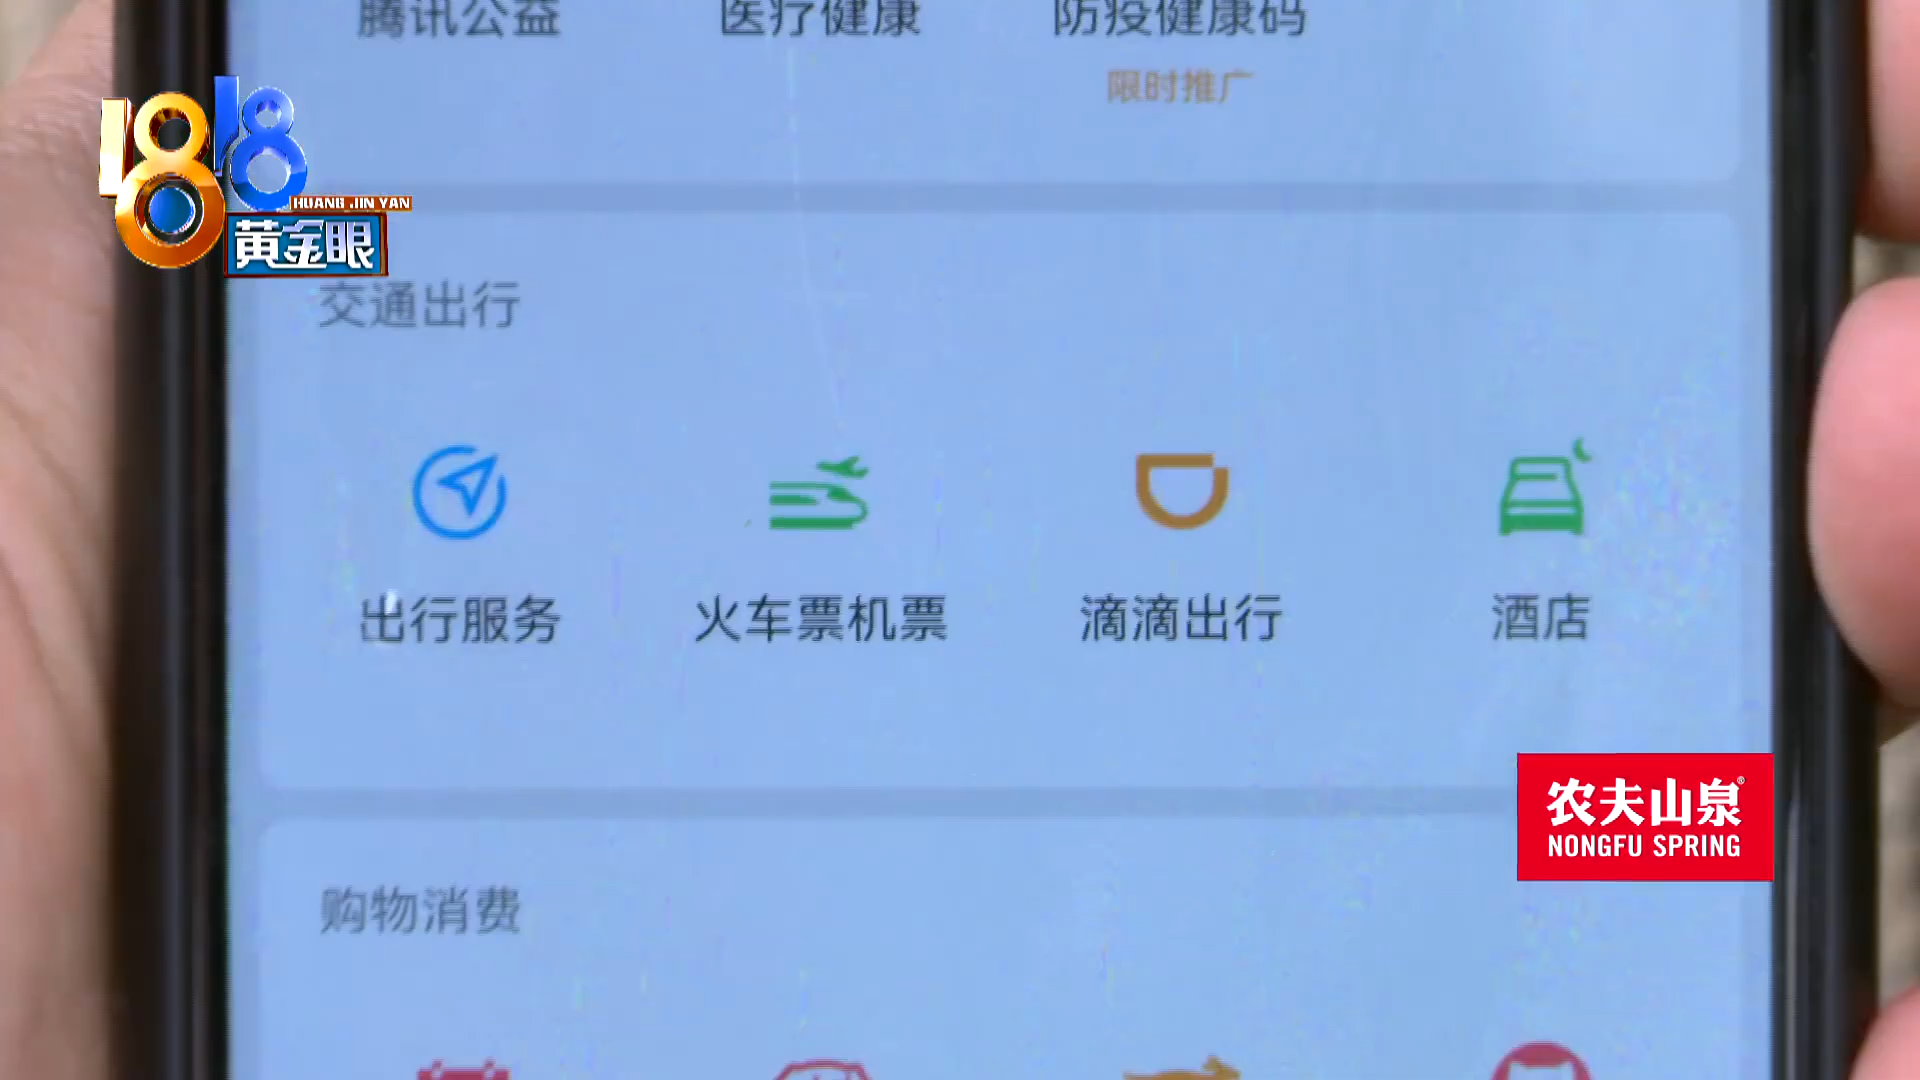 腾讯公益
医疗健康
防疫健康码
限时推广
1818
HUANG JIN YAN
黄金眼
交通出行
出行服务
火车票机票
滴滴出行
酒店
农夫山泉®
NONGFU SPRING
购物消费